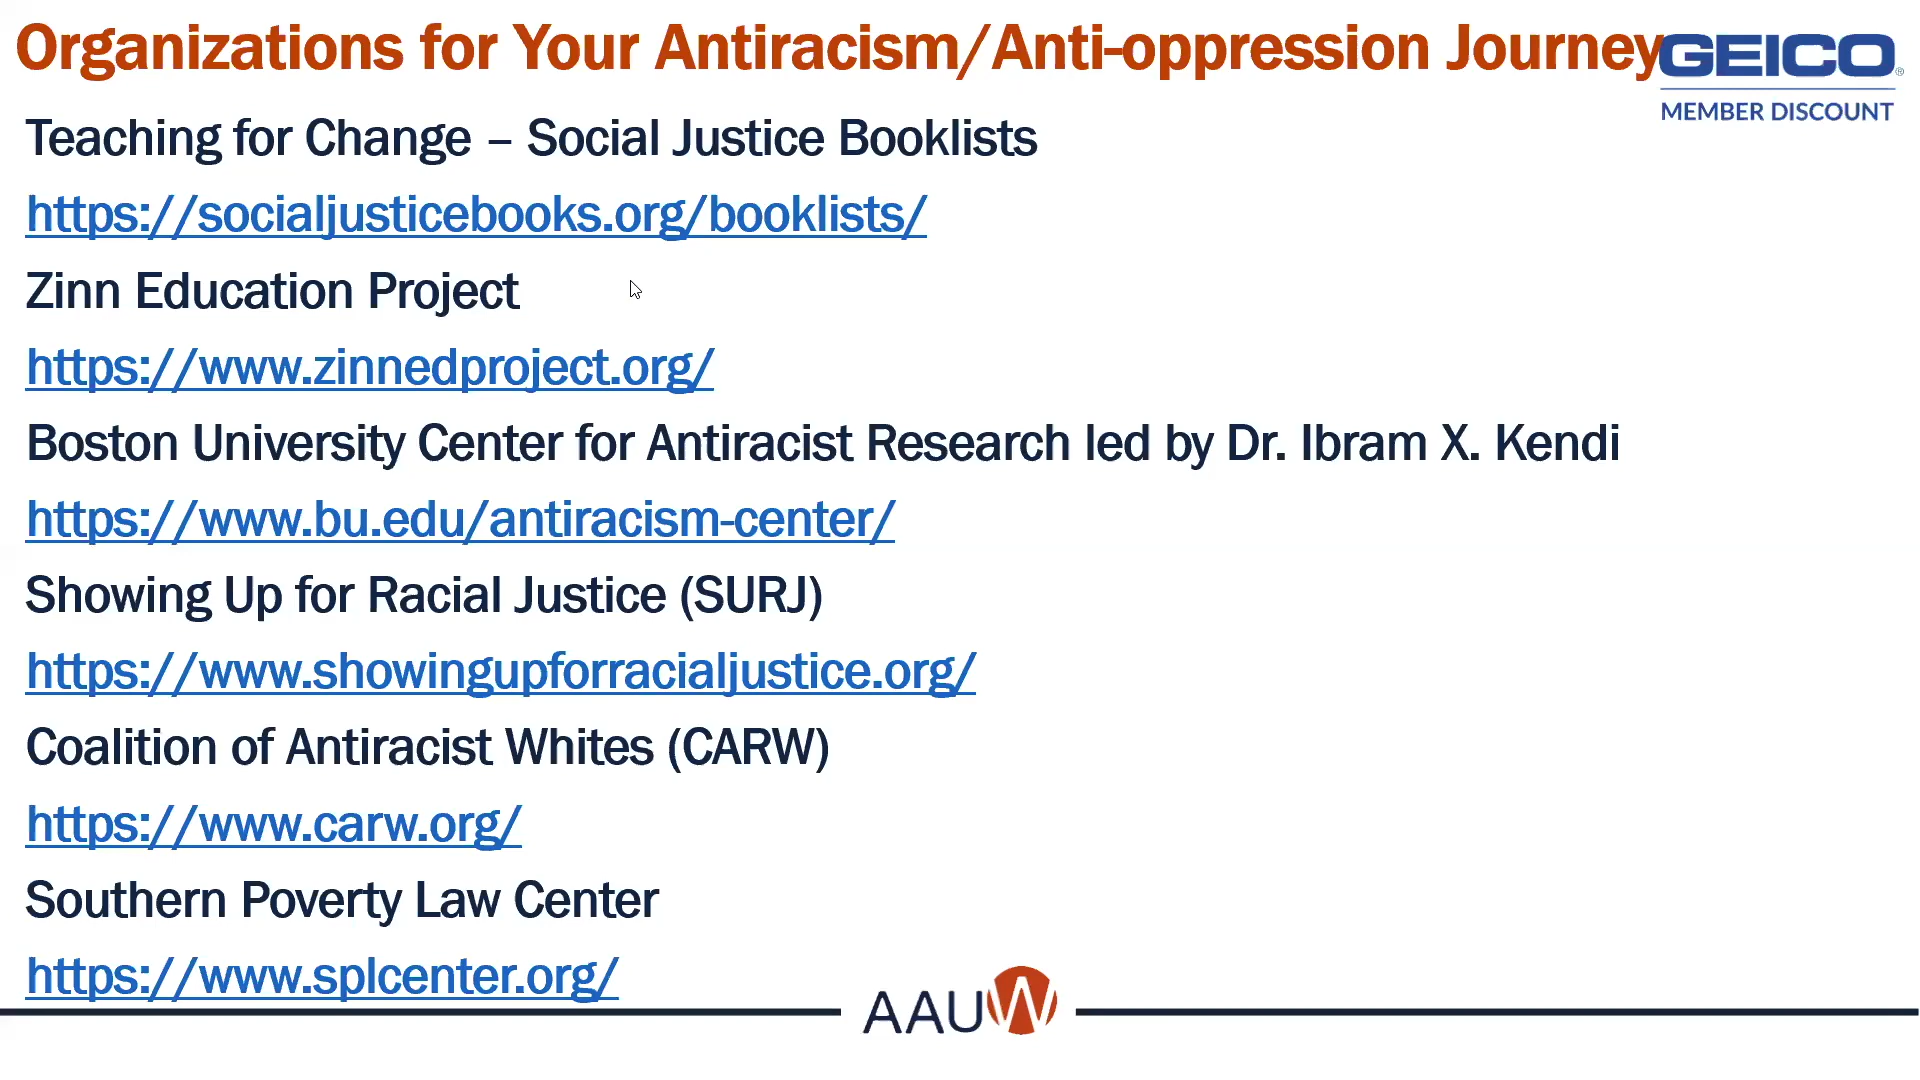 Organizations for Your Antiracism/Anti-oppression Journey
GEICO®
MEMBER DISCOUNT
Teaching for Change – Social Justice Booklists
https://socialjusticebooks.org/booklists/
Zinn Education Project
https://www.zinnedproject.org/
Boston University Center for Antiracist Research led by Dr. Ibram X. Kendi
https://www.bu.edu/antiracism-center/
Showing Up for Racial Justice (SURJ)
https://www.showingupforracialjustice.org/
Coalition of Antiracist Whites (CARW)
https://www.carw.org/
Southern Poverty Law Center
https://www.splcenter.org/
AAUW